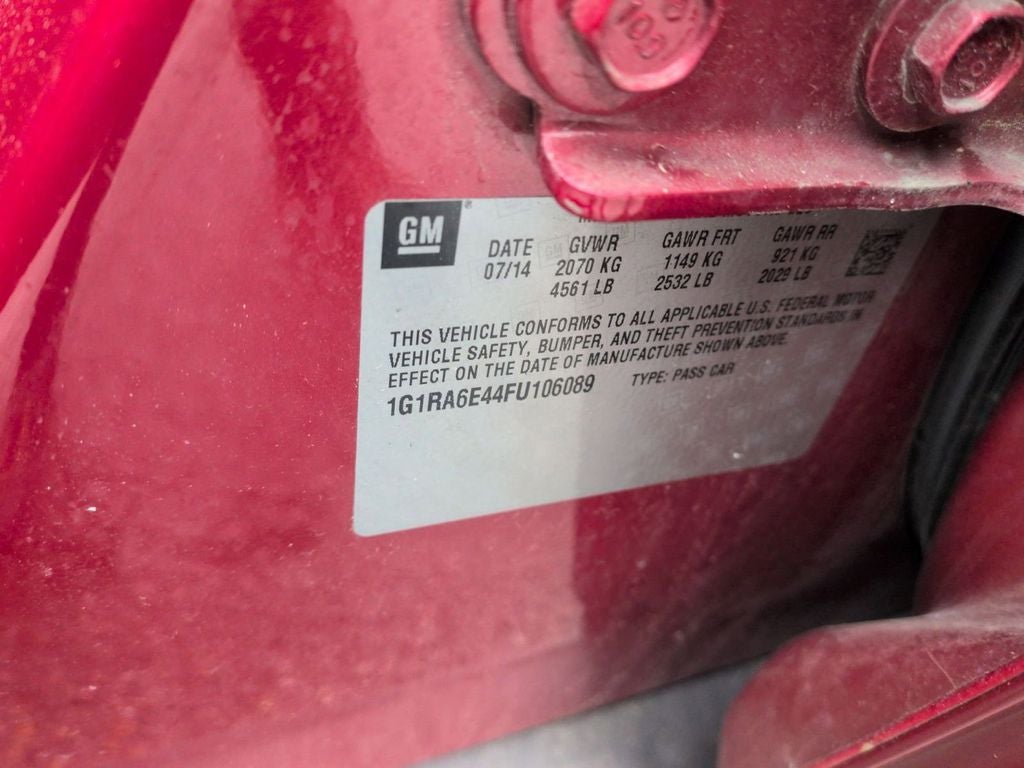 GM
DATE GVWR GAWR FRT GAWR RR
07/14 2070 KG 1149 KG 921 KG
4561 LB 2532 LB 2029 LB
THIS VEHICLE CONFORMS TO ALL APPLICABLE U.S. FEDERAL MOTOR
VEHICLE SAFETY, BUMPER, AND THEFT PREVENTION STANDARDS IN
EFFECT ON THE DATE OF MANUFACTURE SHOWN ABOVE.
1G1RA6E44FU106089 TYPE: PASS CAR